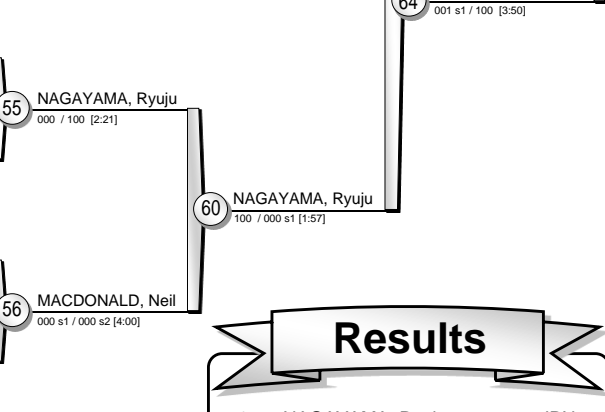 64
001 s1 / 100 [3:50]
55
NAGAYAMA, Ryuju
000 / 100 [2:21]
60
NAGAYAMA, Ryuju
100 / 000 s1 [1:57]
56
MACDONALD, Neil
000 s1 / 000 s2 [4:00]
Results